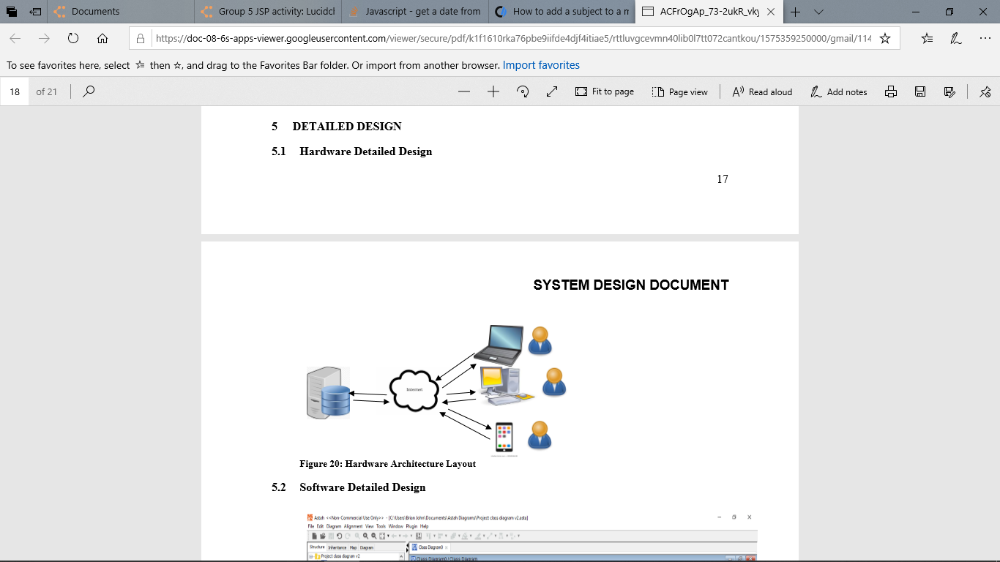 Documents
Group 5 JSP activity: Lucidcl
Javascript - get a date from
How to add a subject to a m
ACFrOgAp_73-2ukR_vky
https://doc-08-6s-apps-viewer.googleusercontent.com/viewer/secure/pdf/k1f1610rka76pbe9iifde4djf4itiae5/rttluvgcevmn40lib0l7tt072cantkou/1575359250000/gmail/114
To see favorites here, select then ☆, and drag to the Favorites Bar folder. Or import from another browser. Import favorites
18 of 21 Fit to page Page view Read aloud Add notes
5 DETAILED DESIGN
5.1 Hardware Detailed Design
17
SYSTEM DESIGN DOCUMENT
Internet
Figure 20: Hardware Architecture Layout
5.2 Software Detailed Design
Astah <<Non-Commercial Use Only>> - [C:\Users\Brian John\Documents\Astah Diagrams\Project class diagram v2.asta]
File Edit Diagram Alignment View Tools Window Plugin Help
Structure Inheritance Map Diagram
Class Diagram0
Project class diagram v2
Class Diagram0 / Class Diagram